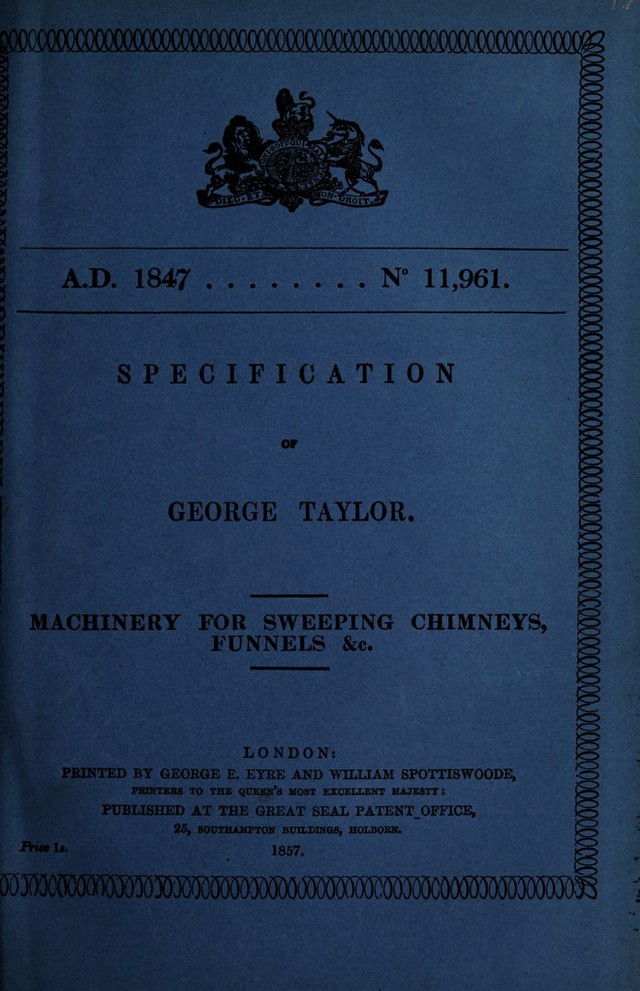 A.D. 1847 . . . . . . . . N° 11,961.
SPECIFICATION
OF
GEORGE TAYLOR.
MACHINERY FOR SWEEPING CHIMNEYS,
FUNNELS &c.
LONDON:
PRINTED BY GEORGE E. EYRE AND WILLIAM SPOTTISWOODE,
PRINTERS TO THE QUEEN'S MOST EXCELLENT MAJESTY:
PUBLISHED AT THE GREAT SEAL PATENT OFFICE,
25, SOUTHAMPTON BUILDINGS, HOLBORN.
Price 1s.
1857.